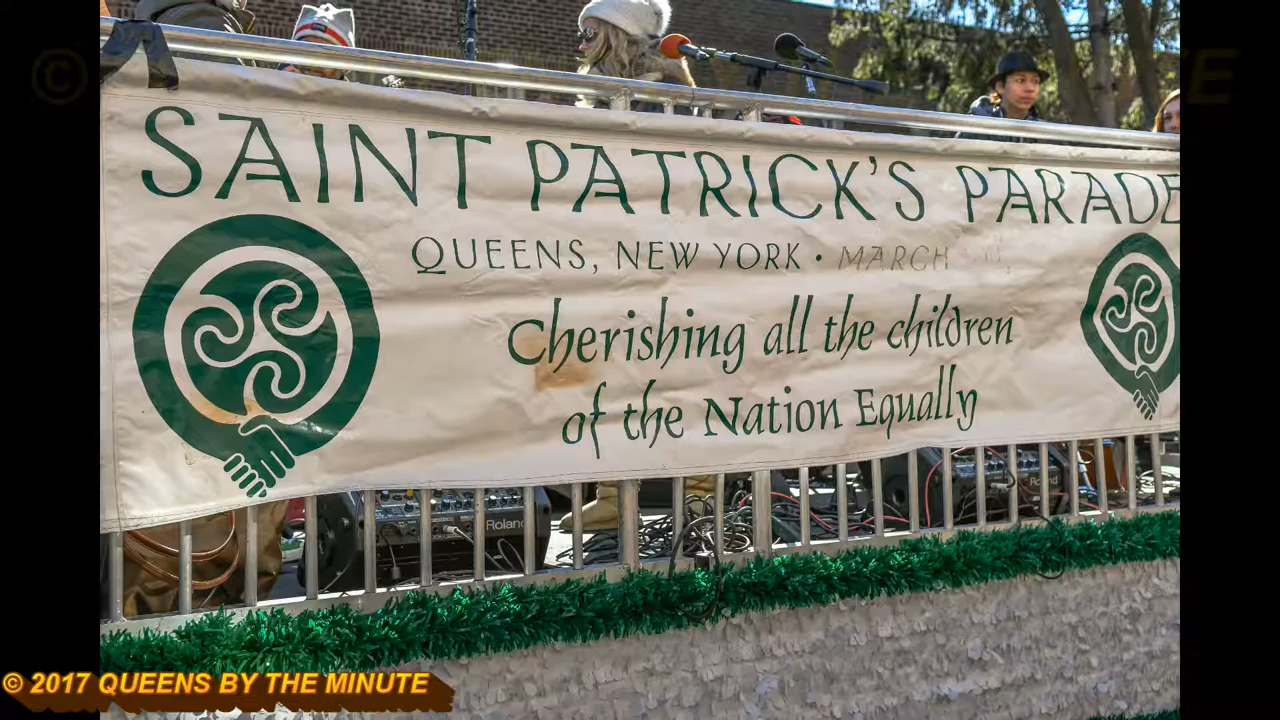 SAINT PATRICK'S PARADE
QUEENS, NEW YORK • MARCH
Cherishing all the children
of the Nation Equally
Roland
Roland
© 2017 QUEENS BY THE MINUTE